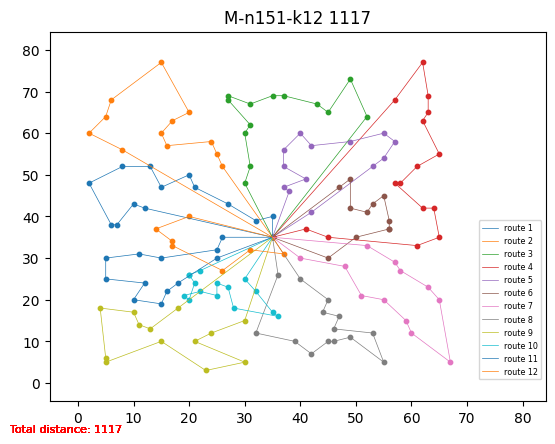 M-n151-k12 1117
80
70
60
50
40
30
20
10
0
0 10 20 30 40 50 60 70 80
route 1
route 2
route 3
route 4
route 5
route 6
route 7
route 8
route 9
route 10
route 11
route 12
Total distance: 1117